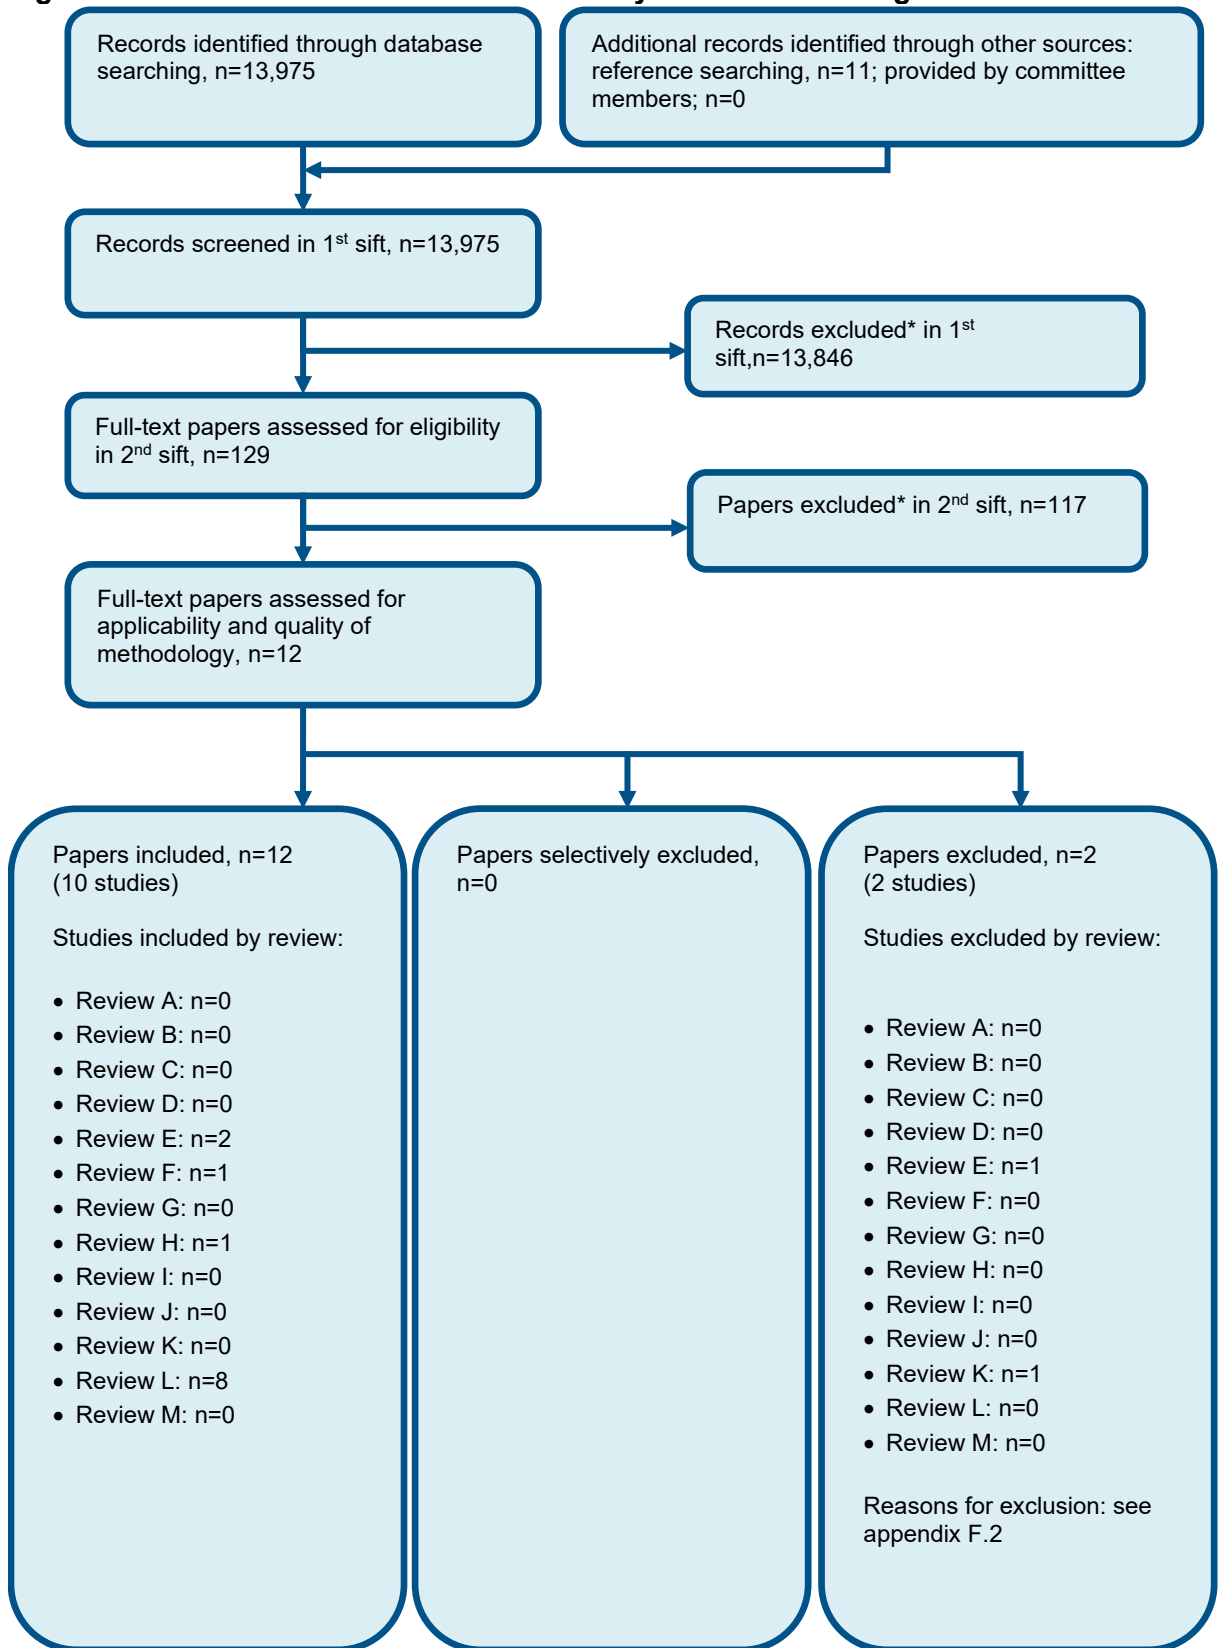 Records identified through database
searching, n=13,975
Additional records identified through other sources:
reference searching, n=11; provided by committee
members; n=0
Records screened in 1st sift, n=13,975
Records excluded* in 1st
sift,n=13,846
Full-text papers assessed for eligibility
in 2nd sift, n=129
Papers excluded* in 2nd sift, n=117
Full-text papers assessed for
applicability and quality of
methodology, n=12
Papers included, n=12
(10 studies)
Studies included by review:
• Review A: n=0
• Review B: n=0
• Review C: n=0
• Review D: n=0
• Review E: n=2
• Review F: n=1
• Review G: n=0
• Review H: n=1
• Review I: n=0
• Review J: n=0
• Review K: n=0
• Review L: n=8
• Review M: n=0
Papers selectively excluded,
n=0
Papers excluded, n=2
(2 studies)
Studies excluded by review:
• Review A: n=0
• Review B: n=0
• Review C: n=0
• Review D: n=0
• Review E: n=1
• Review F: n=0
• Review G: n=0
• Review H: n=0
• Review I: n=0
• Review J: n=0
• Review K: n=1
• Review L: n=0
• Review M: n=0
Reasons for exclusion: see
appendix F.2